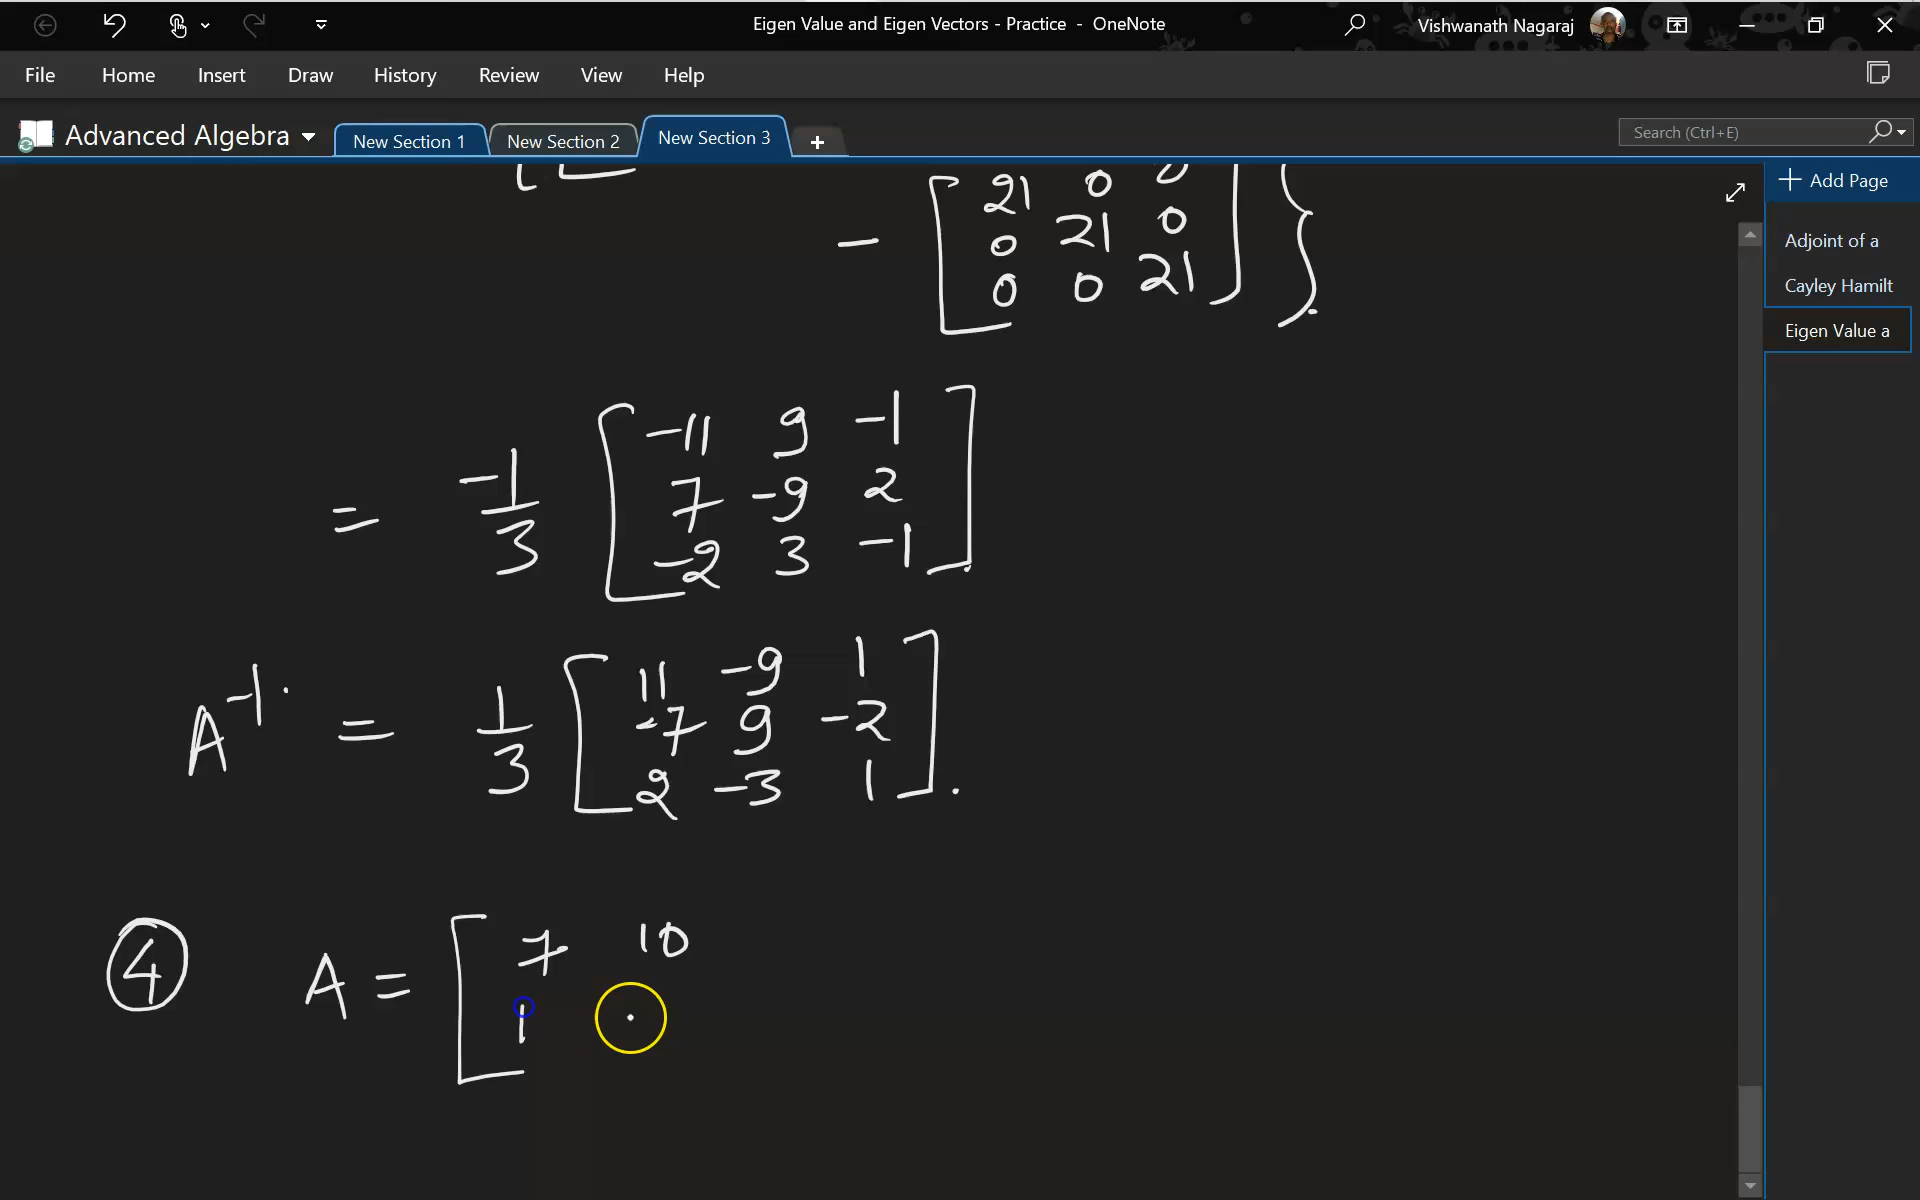 Eigen Value and Eigen Vectors - Practice - OneNote
Vishwanath Nagaraj
File Home Insert Draw History Review View Help
Advanced Algebra
New Section 1 New Section 2 New Section 3 +
Search (Ctrl+E)
Add Page
Adjoint of a
Cayley Hamilt
Eigen Value a
21 0 0
− 0 21 0
0 0 21
-11 9 -1
= -1/3 7 -9 2
-2 3 -1
11 -9 1
A-1 = 1/3 -7 9 -2
2 -3 1 .
4 A = [ 7 10
1